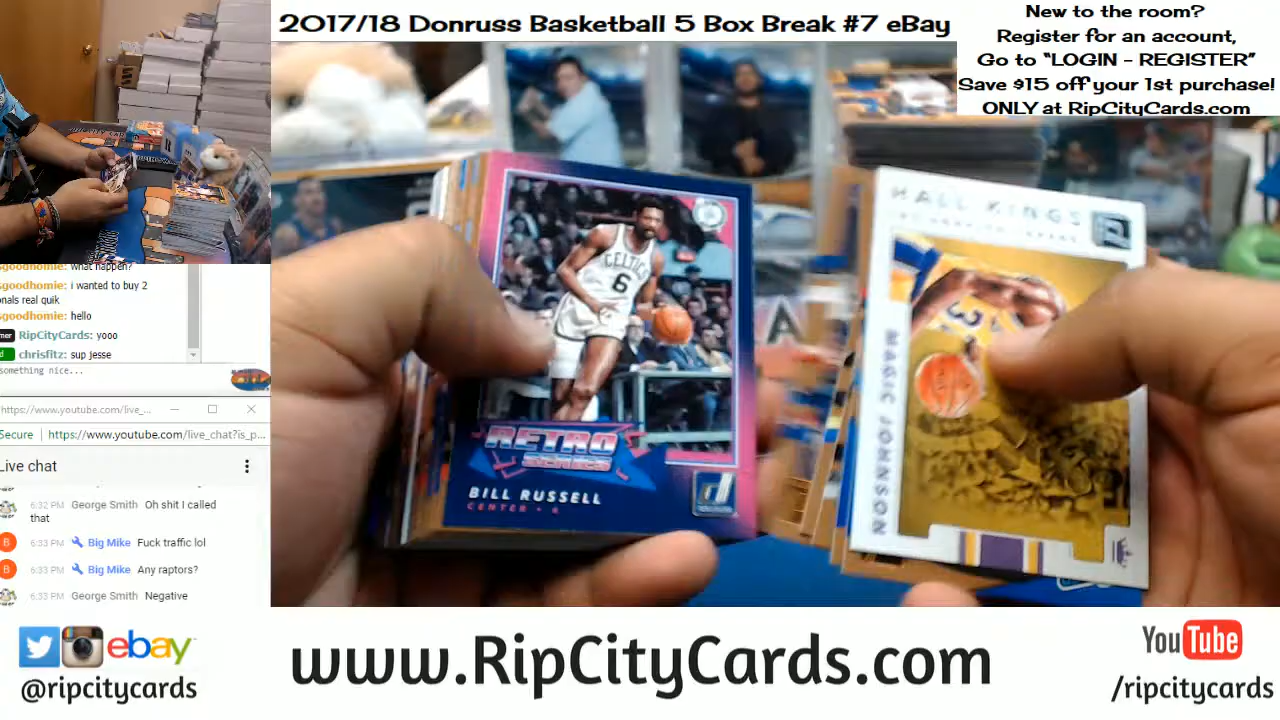 2017/18 Donruss Basketball 5 Box Break #7 eBay
New to the room?
Register for an account,
Go to “LOGIN - REGISTER”
Save $15 off your 1st purchase!
ONLY at RipCityCards.com
HALL KINGS
CELTICS
6
3
MAGIC JOHNSON
RETRO
SERIES
BILL RUSSELL
CENTER • 6
A
sgoodhomie: what happen?
sgoodhomie: i wanted to buy 2
onals real quik
sgoodhomie: hello
RipCityCards: yooo
chrisfitz: sup jesse
something nice...
https://www.youtube.com/live_...
Secure
https://www.youtube.com/live_chat?is_p...
Live chat
6:32 PM George Smith Oh shit I called
that
B 6:33 PM Big Mike Fuck traffic lol
B 6:33 PM Big Mike Any raptors?
6:33 PM George Smith Negative
ebay
@ripcitycards
www.RipCityCards.com
YouTube
/ripcitycards